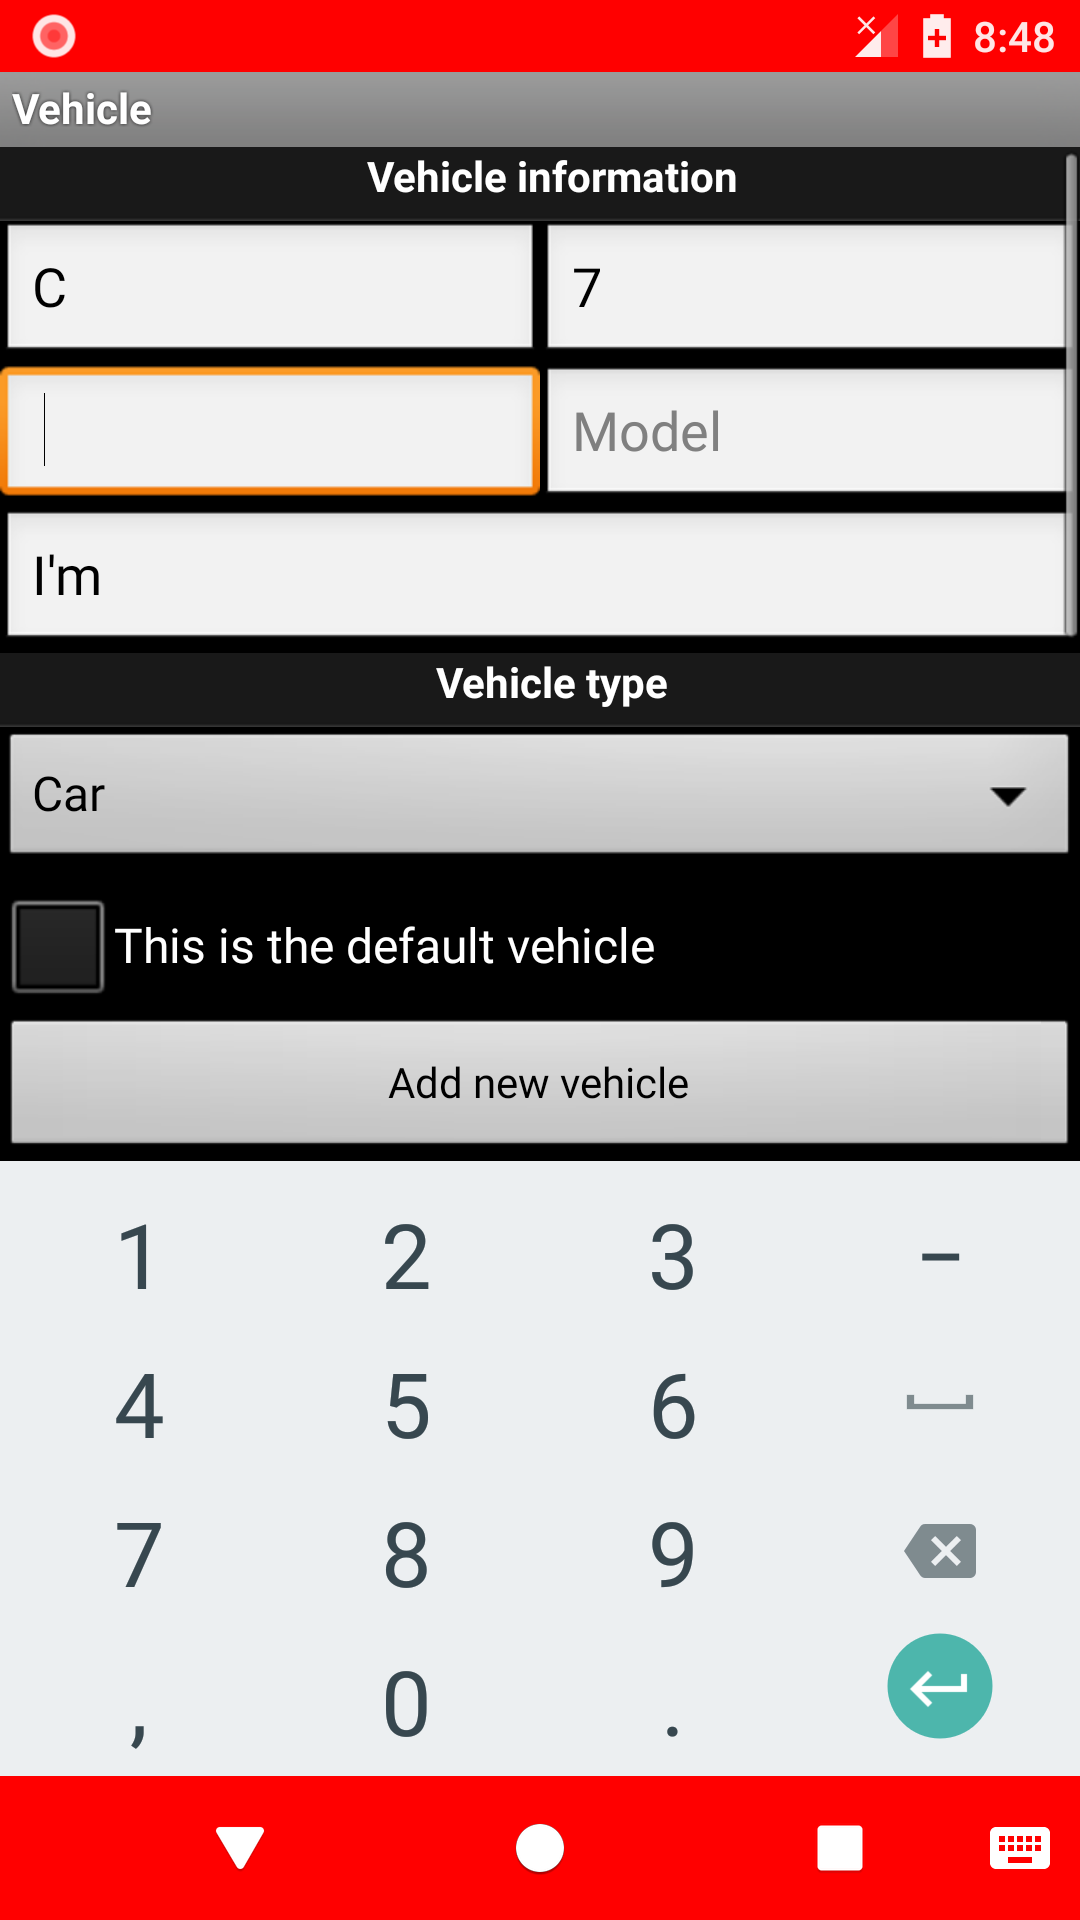 8:48
Vehicle
Vehicle information
C 7
Model
I'm
Vehicle type
Car
This is the default vehicle
Add new vehicle
1 2 3 –
4 5 6
7 8 9
, 0 .